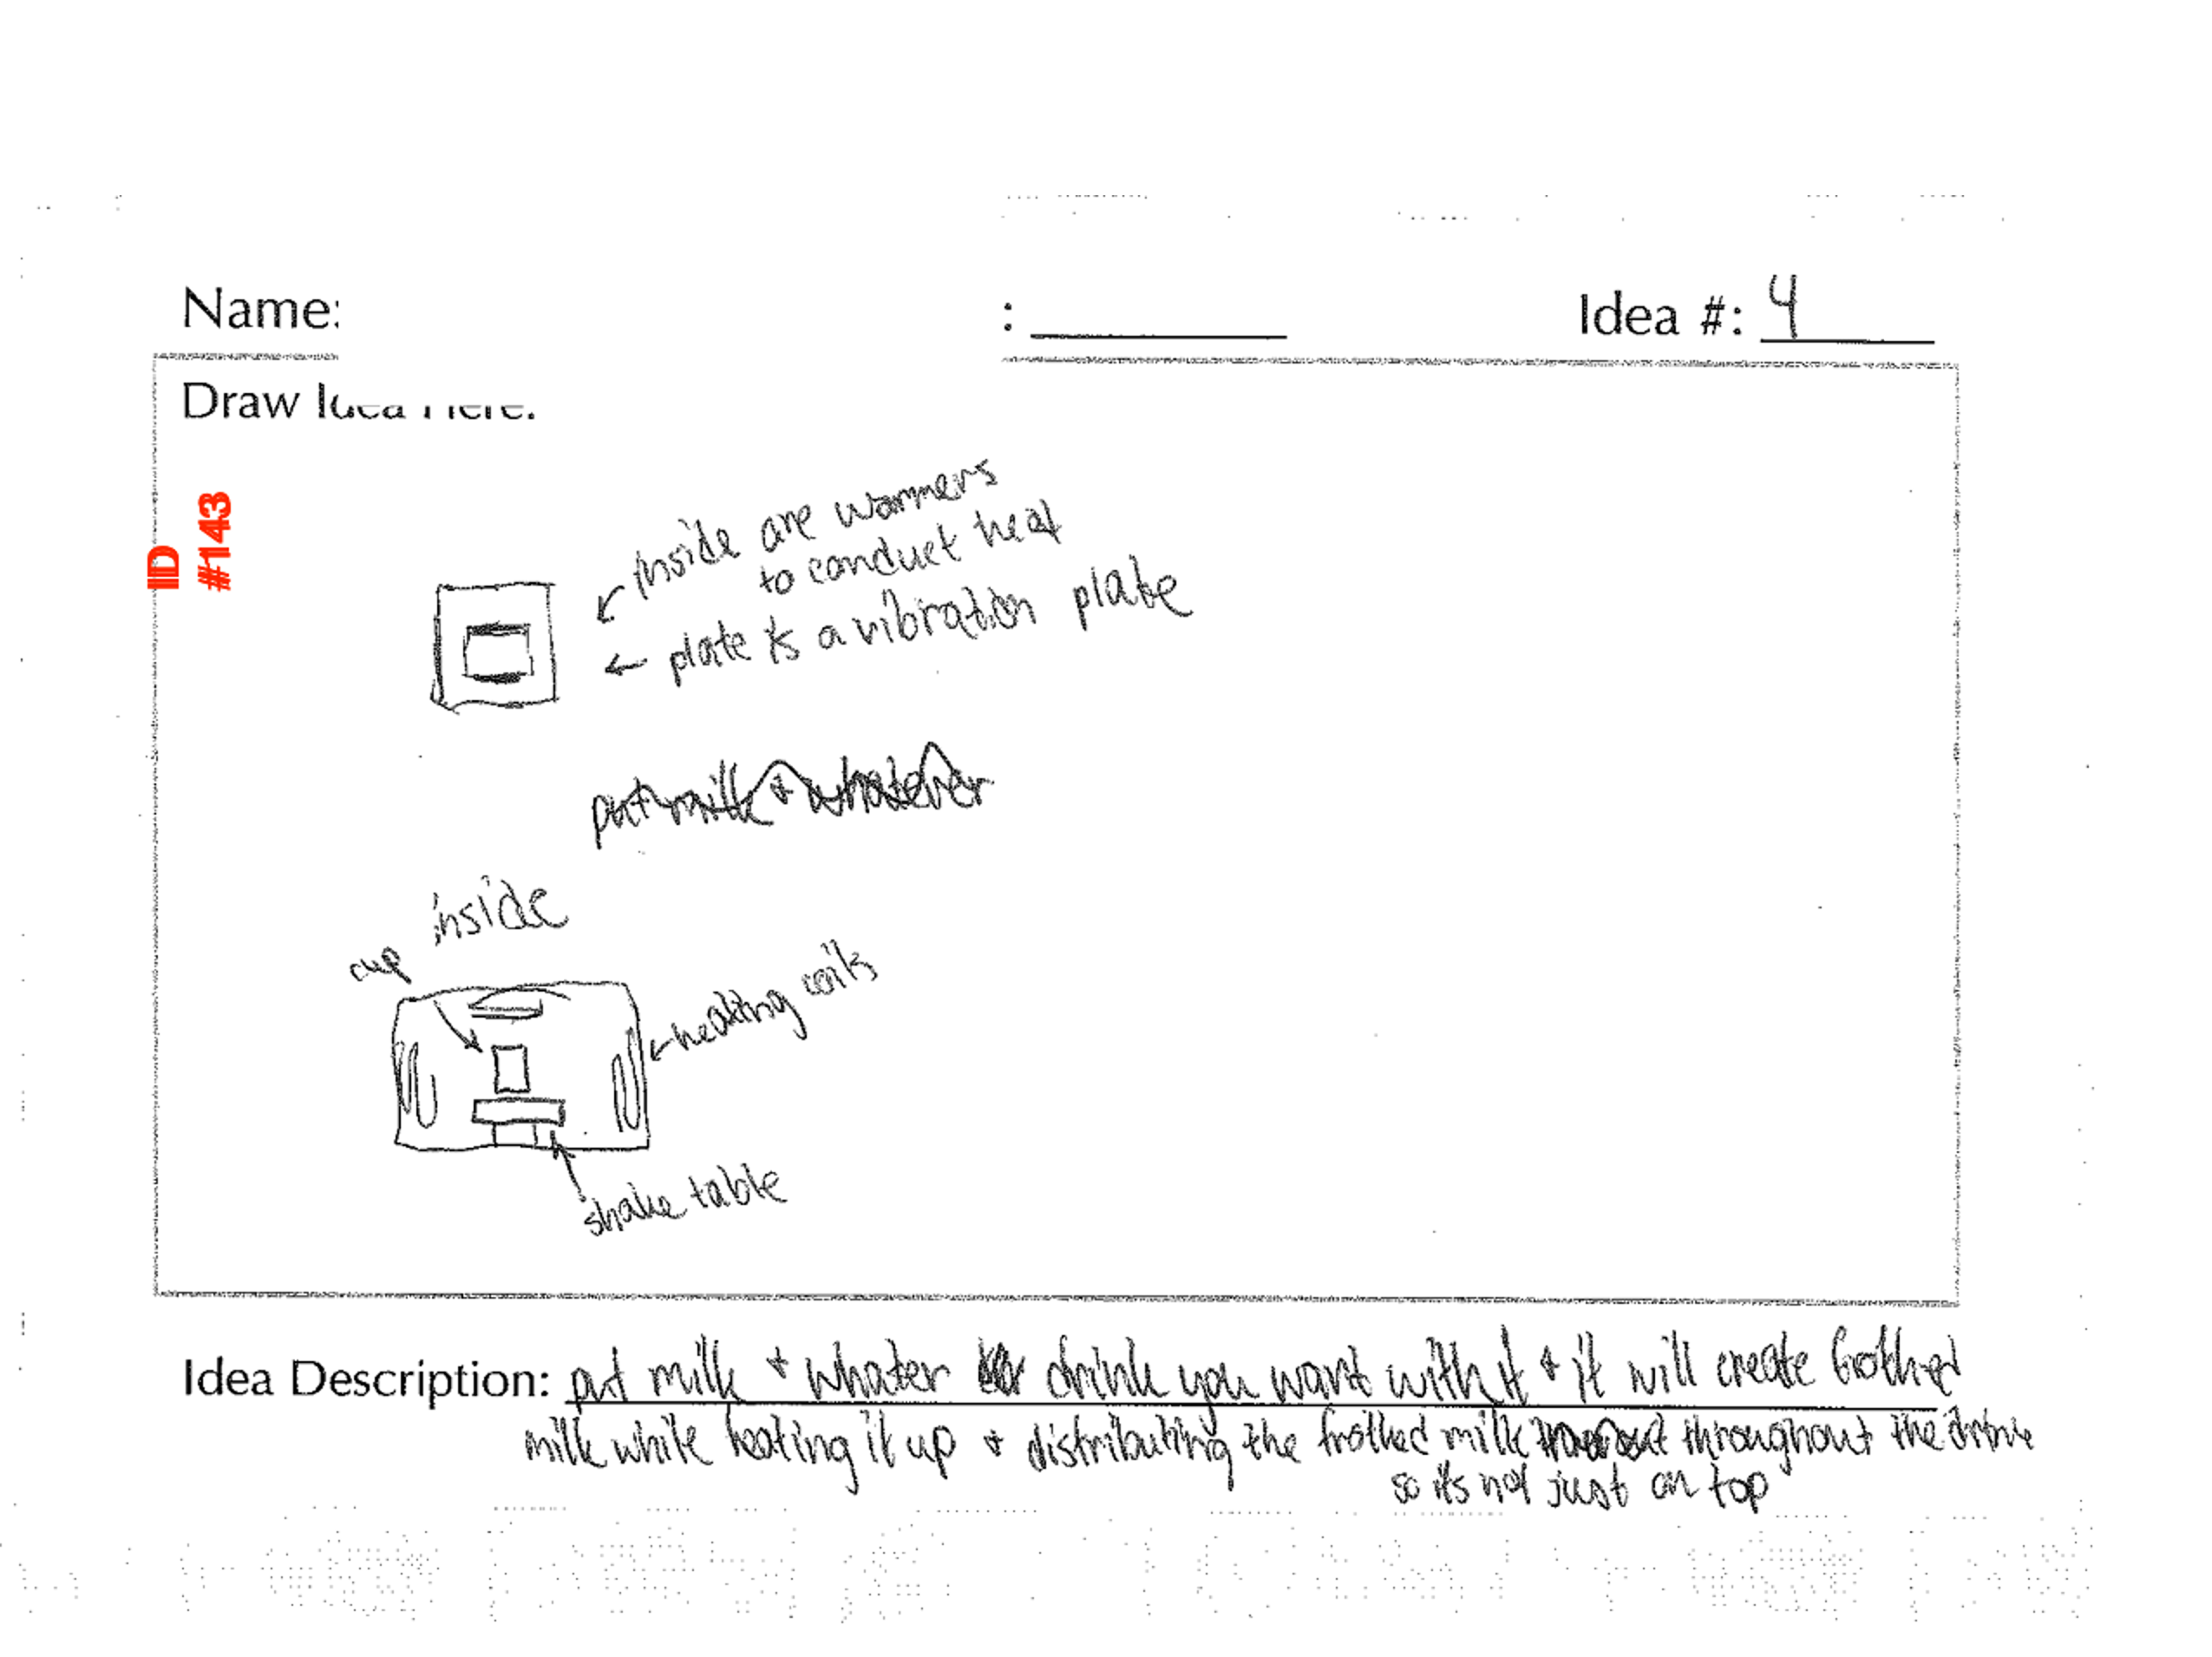 Name:
: Idea #: 4
Draw Idea Here:
ID
#143
inside are warmers
to conduct heat
plate is a vibration plate
put milk + whatever
inside
cup
heating coils
shake table
Idea Description: put milk + whater drink you want with it + it will create frothed
milk while heating it up + distributing the frothed milk throughout the drink
so its not just on top